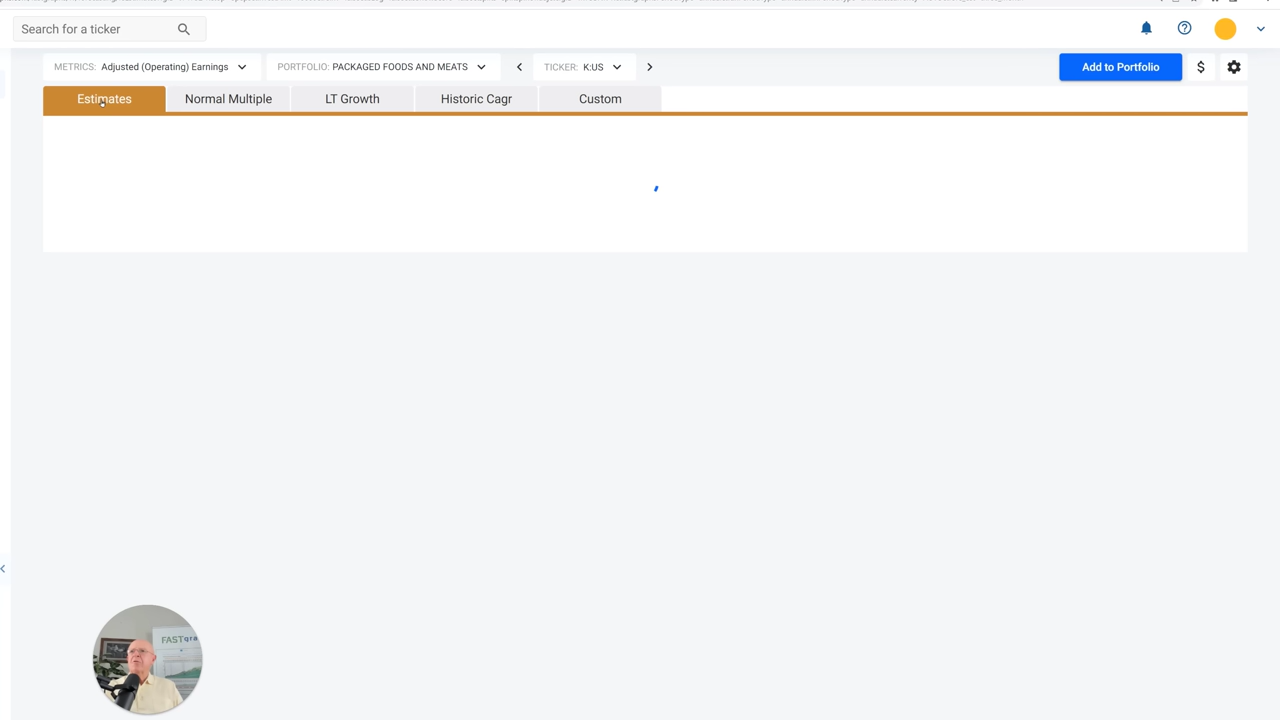 Search for a ticker
METRICS: Adjusted (Operating) Earnings
PORTFOLIO: PACKAGED FOODS AND MEATS
TICKER: K:US
Add to Portfolio
$
Estimates
Normal Multiple
LT Growth
Historic Cagr
Custom
FASTgra